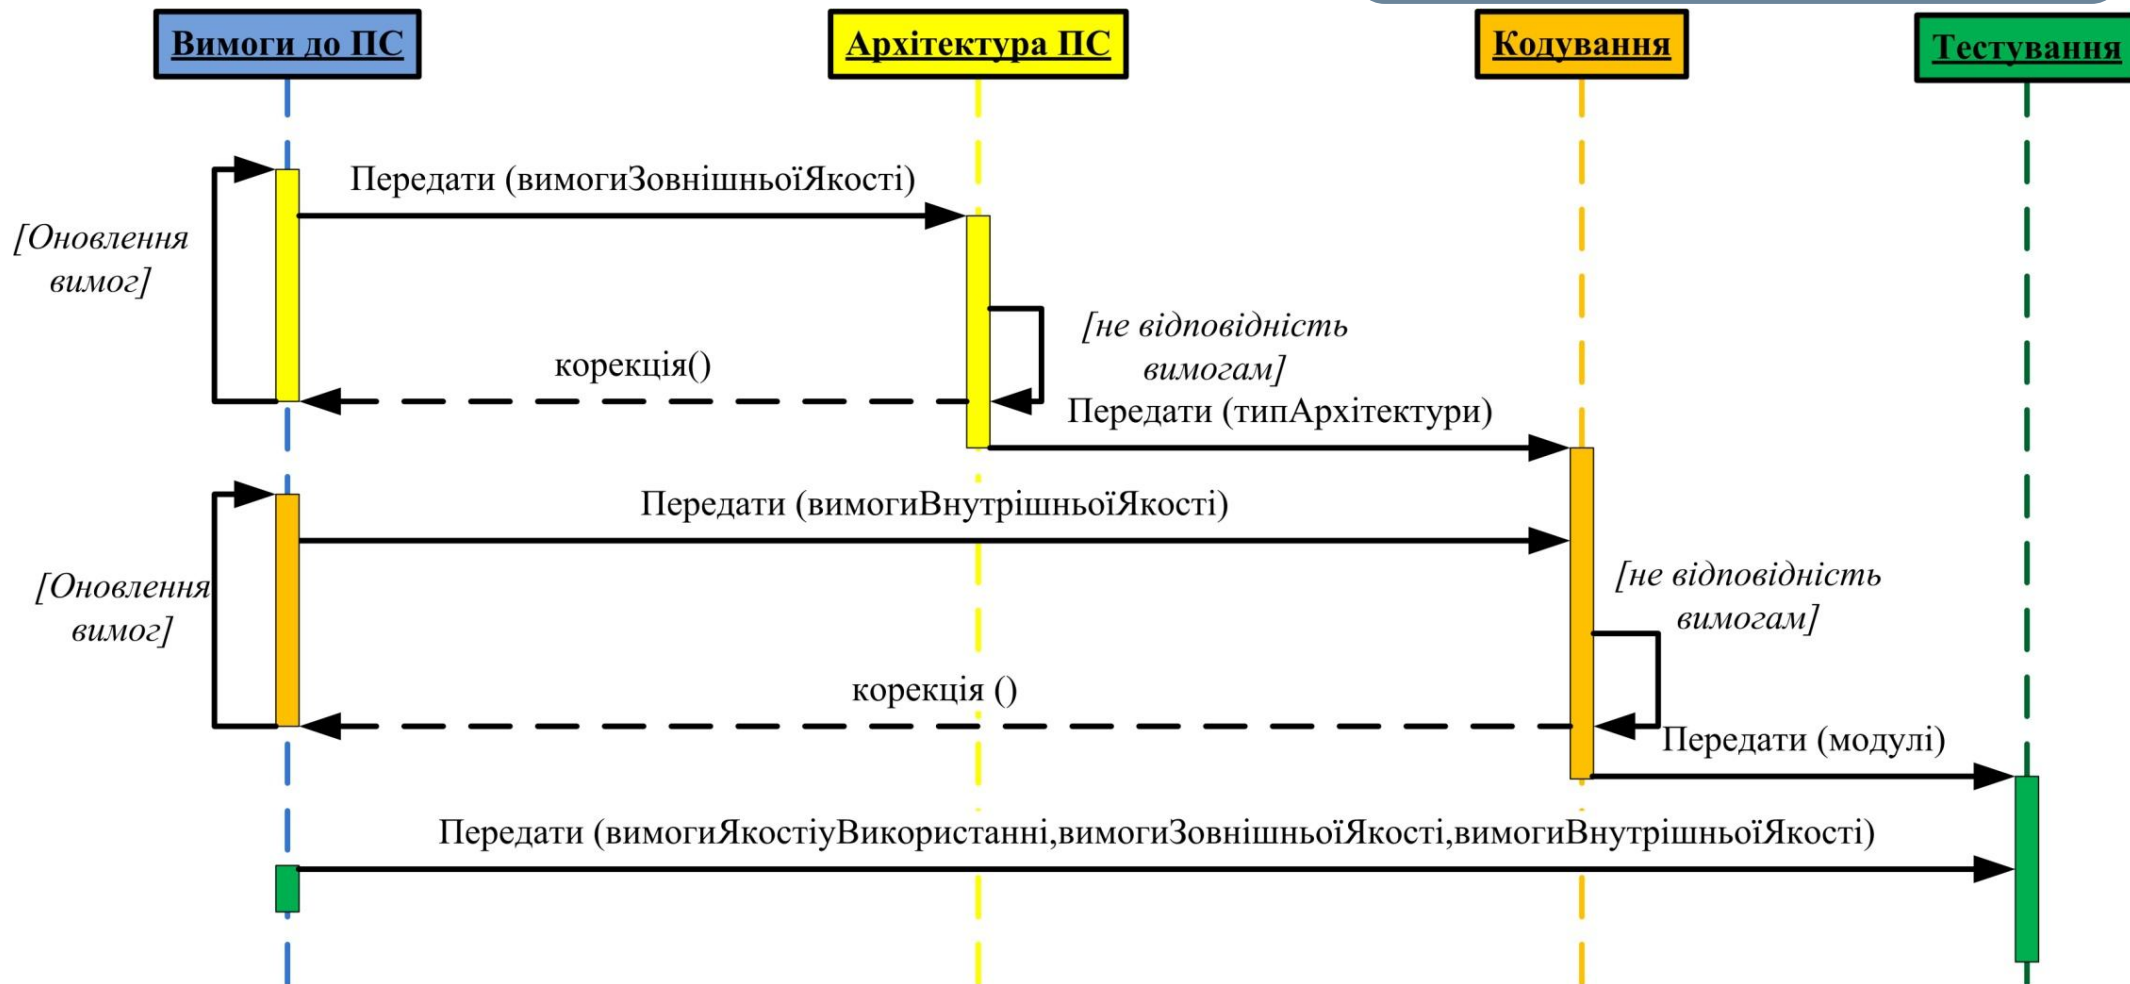 Вимоги до ПС
Архітектура ПС
Кодування
Тестування
Передати (вимогиЗовнішньоїЯкості)
[Оновлення
вимог]
[не відповідність
вимогам]
корекція()
Передати (типАрхітектури)
Передати (вимогиВнутрішньоїЯкості)
[Оновлення
вимог]
[не відповідність
вимогам]
корекція ()
Передати (модулі)
Передати (вимогиЯкостіуВикористанні,вимогиЗовнішньоїЯкості,вимогиВнутрішньоїЯкості)